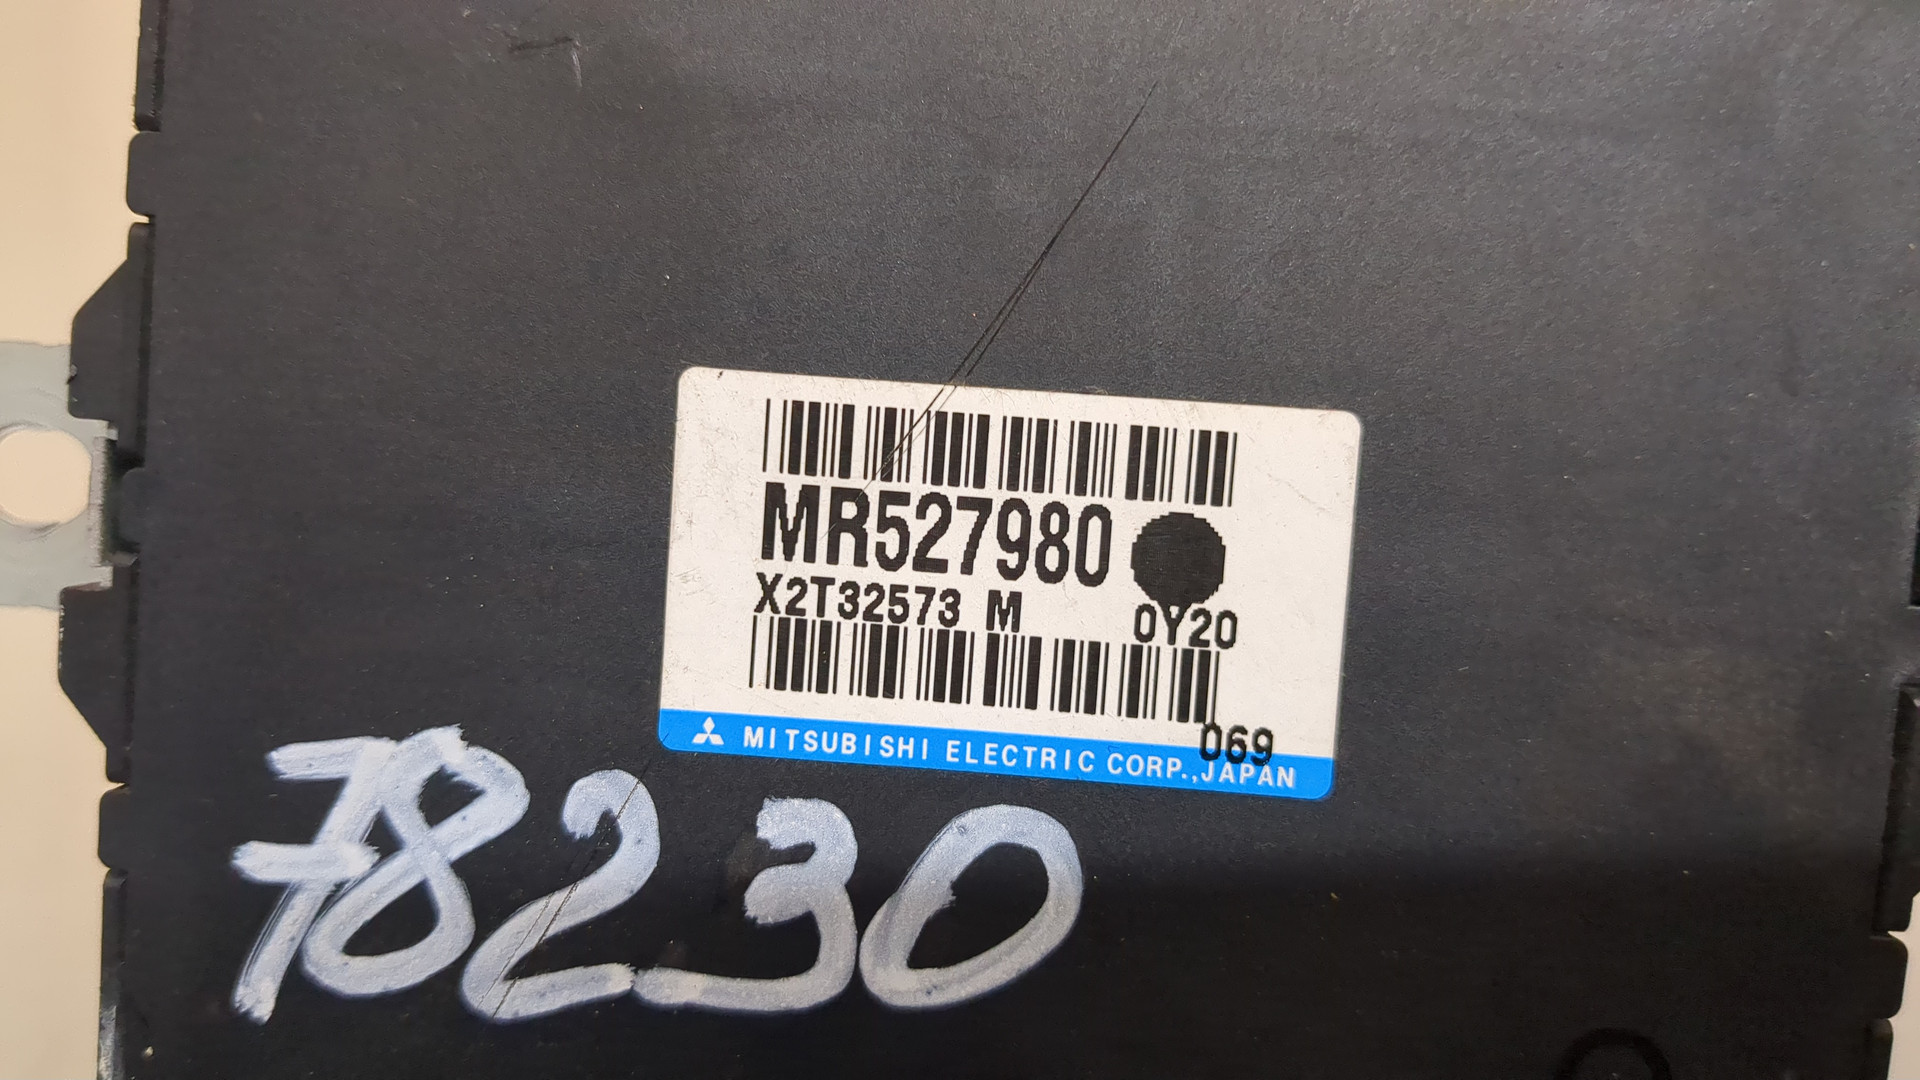 MR527980
X2T32573 M 0Y20
069
MITSUBISHI ELECTRIC CORP.,JAPAN
78230